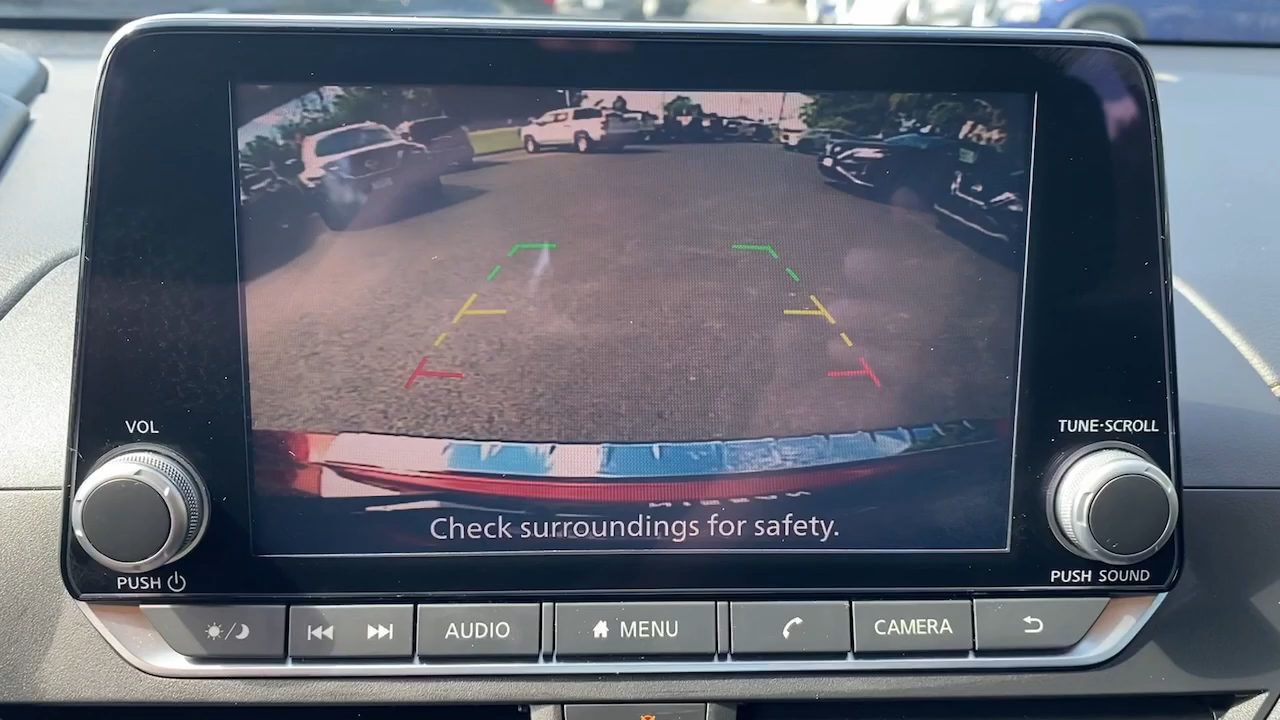 VOL
TUNE·SCROLL
Check surroundings for safety.
PUSH
PUSH SOUND
AUDIO
MENU
CAMERA